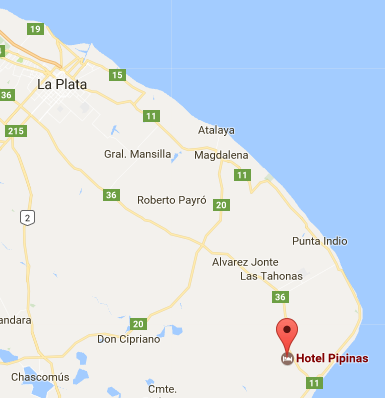 19
La Plata
15
36
11
215
Atalaya
Gral. Mansilla
Magdalena
11
36
Roberto Payró
20
2
Punta Indio
Alvarez Jonte
Las Tahonas
36
andara
20
Don Cipriano
Hotel Pipinas
Chascomús
11
Cmte.